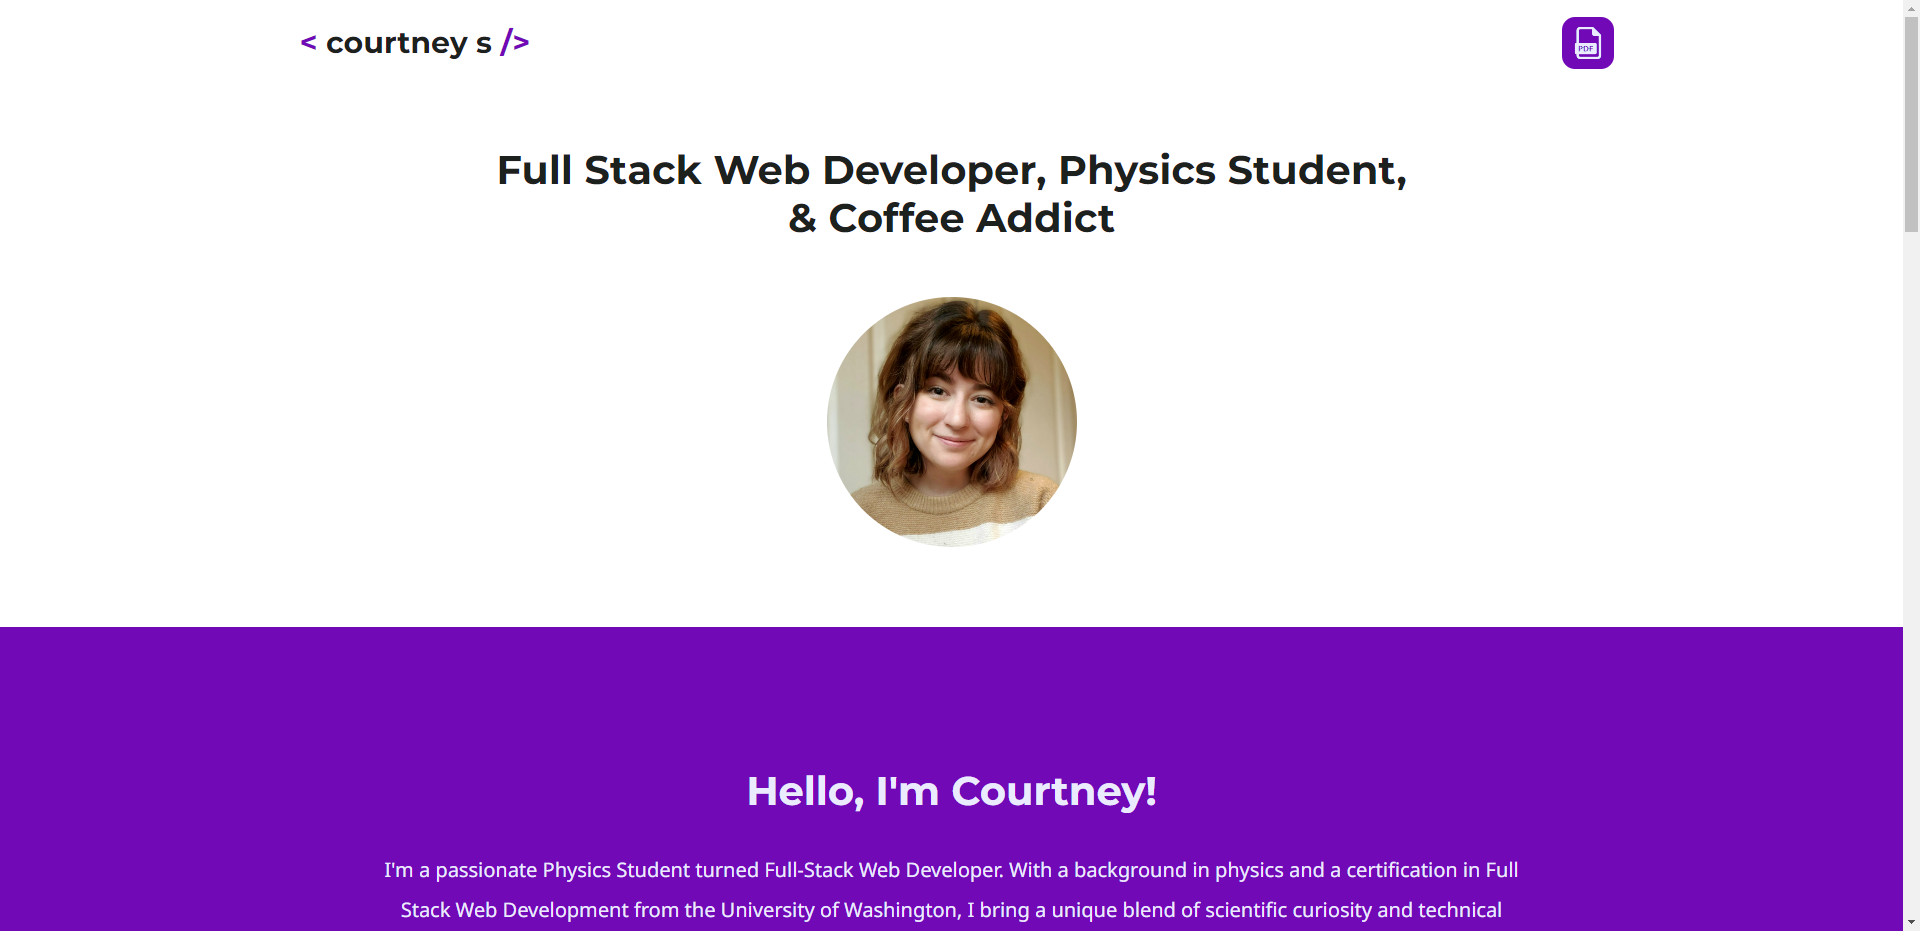 < courtney s />
PDF
Full Stack Web Developer, Physics Student,
& Coffee Addict
Hello, I'm Courtney!
I'm a passionate Physics Student turned Full-Stack Web Developer. With a background in physics and a certification in Full
Stack Web Development from the University of Washington, I bring a unique blend of scientific curiosity and technical